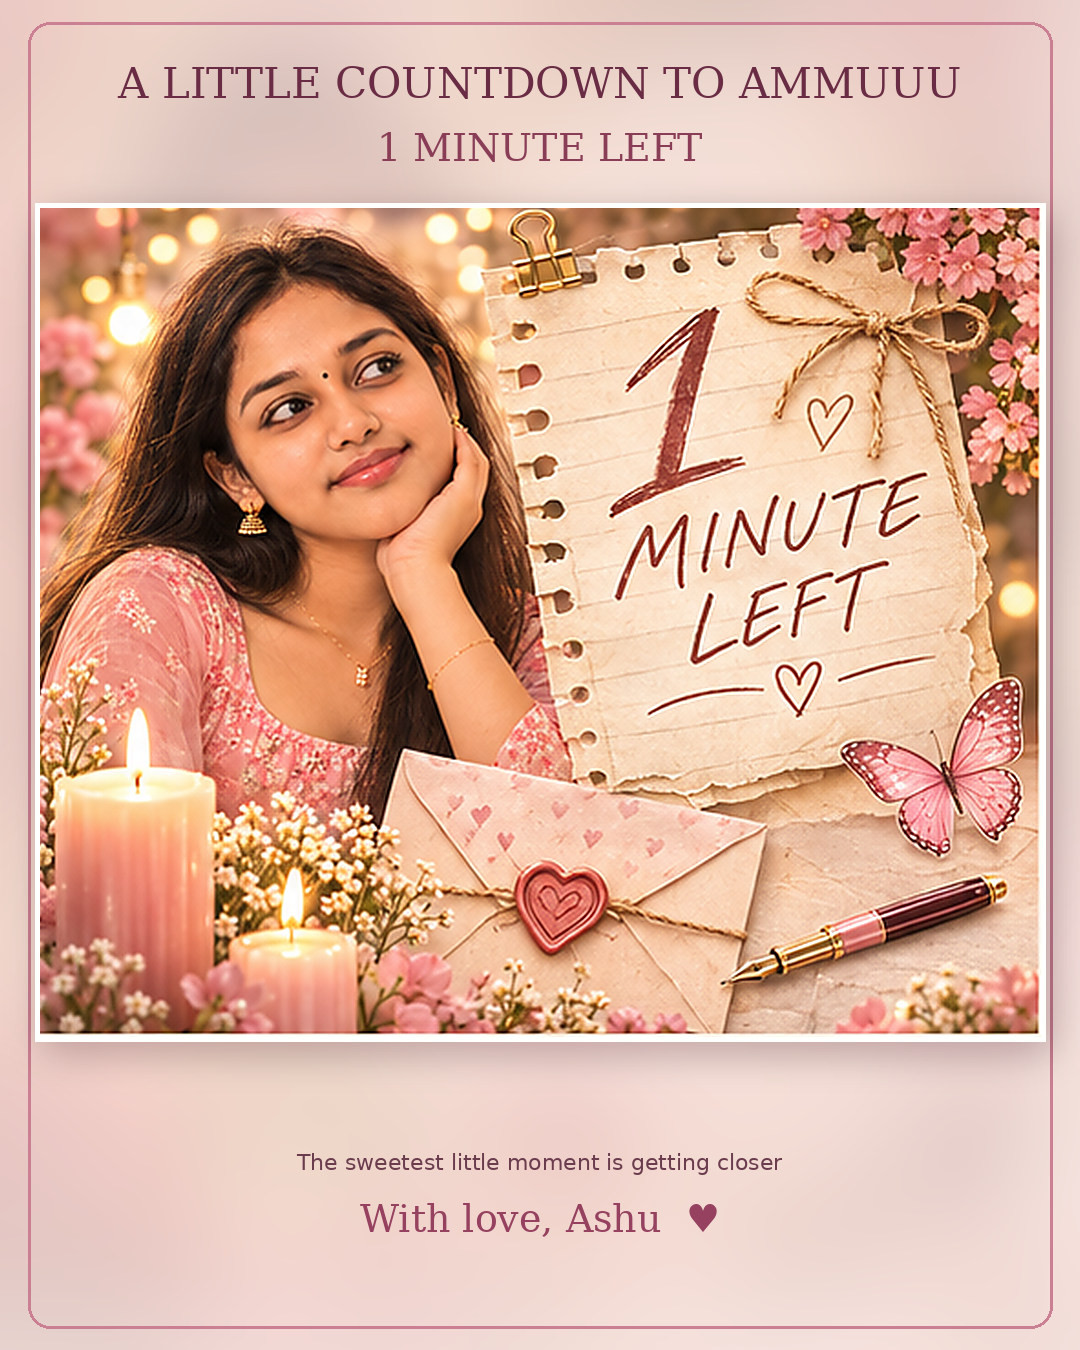 A LITTLE COUNTDOWN TO AMMUUU
1 MINUTE LEFT
1
MINUTE
LEFT
The sweetest little moment is getting closer
With love, Ashu ♥